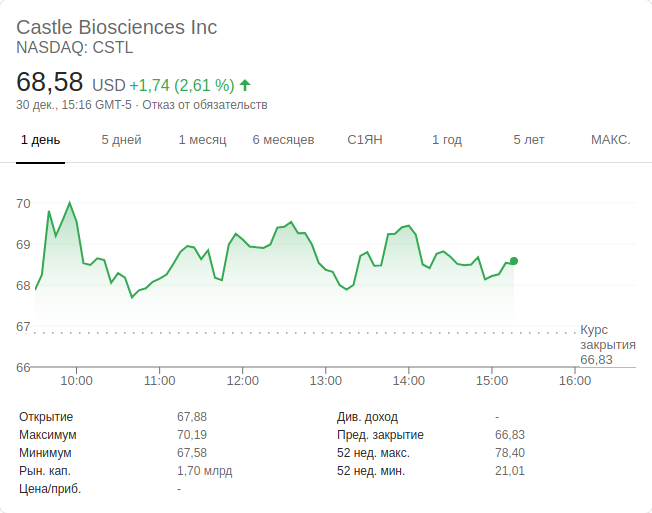 Castle Biosciences Inc
NASDAQ: CSTL
68,58 USD +1,74 (2,61 %)
30 дек., 15:16 GMT-5 · Отказ от обязательств
1 день 5 дней 1 месяц 6 месяцев С1ЯН 1 год 5 лет МАКС.
70
69
68
67
Курс
закрытия
66,83
66
10:00 11:00 12:00 13:00 14:00 15:00 16:00
Открытие 67,88 Див. доход -
Максимум 70,19 Пред. закрытие 66,83
Минимум 67,58 52 нед. макс. 78,40
Рын. кап. 1,70 млрд 52 нед. мин. 21,01
Цена/приб. -